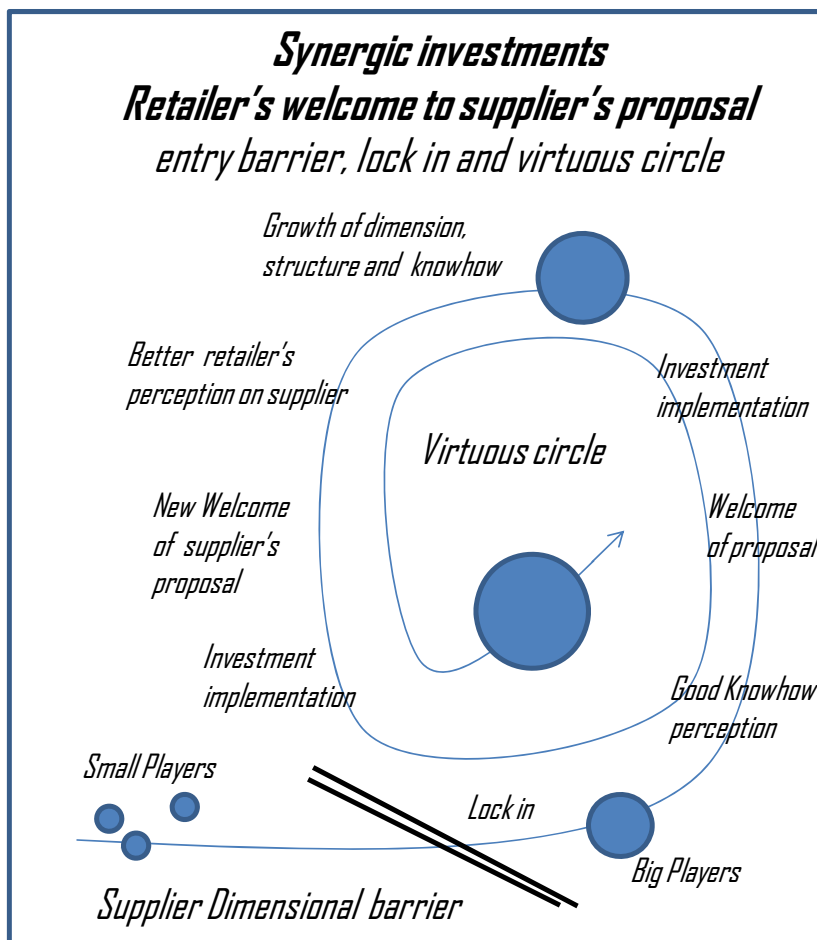 Synergic investments
Retailer's welcome to supplier's proposal
entry barrier, lock in and virtuous circle
Growth of dimension,
structure and knowhow
Better retailer's
perception on supplier
Investment
implementation
Virtuous circle
New Welcome
of supplier's
proposal
Welcome
of proposal
Investment
implementation
Good Knowhow
perception
Small Players
Lock in
Big Players
Supplier Dimensional barrier